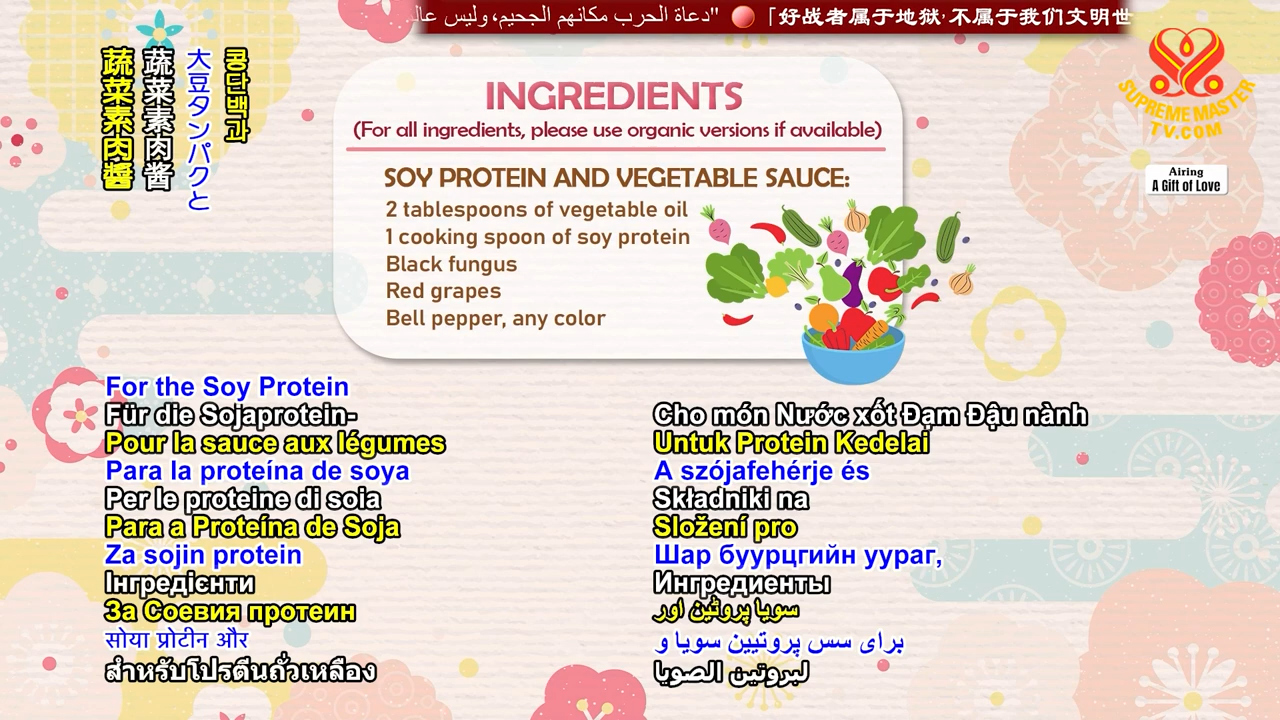 "دعاة الحرب مكانهم الجحيم، وليس عالـ
「好战者属于地狱，不属于我们文明世
SUPREME MASTER
TV.COM
Airing
A Gift of Love
콩단백과
大豆タンパクと
蔬菜素肉酱
蔬菜素肉醬
INGREDIENTS
(For all ingredients, please use organic versions if available)
SOY PROTEIN AND VEGETABLE SAUCE:
2 tablespoons of vegetable oil
1 cooking spoon of soy protein
Black fungus
Red grapes
Bell pepper, any color
For the Soy Protein
Für die Sojaprotein-
Pour la sauce aux légumes
Para la proteína de soya
Per le proteine di soia
Para a Proteína de Soja
Za sojin protein
Інгредієнти
За Соевия протеин
सोया प्रोटीन और
สำหรับโปรตีนถั่วเหลือง
Cho món Nước xốt Đạm Đậu nành
Untuk Protein Kedelai
A szójafehérje és
Składniki na
Složení pro
Шар буурцгийн уураг,
Ингредиенты
سویا پروٹین اور
برای سس پروتیین سویا و
لبروتين الصويا